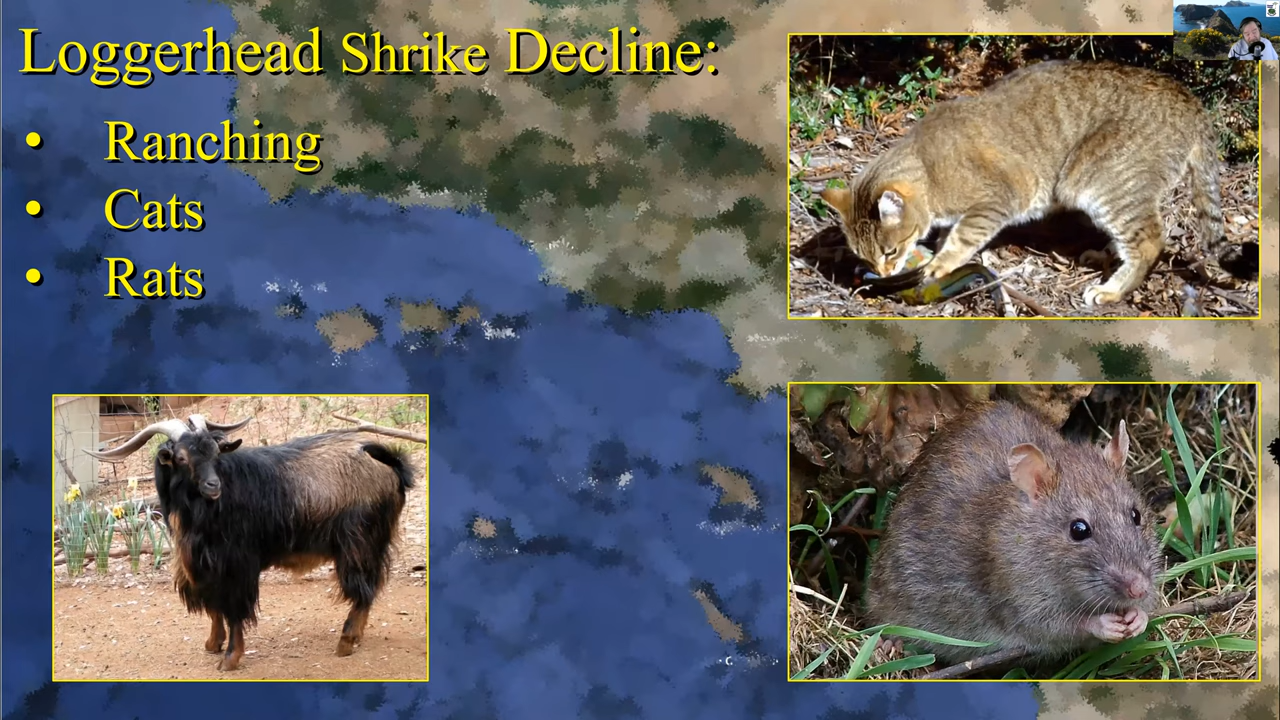 Loggerhead Shrike Decline:
• Ranching
• Cats
• Rats